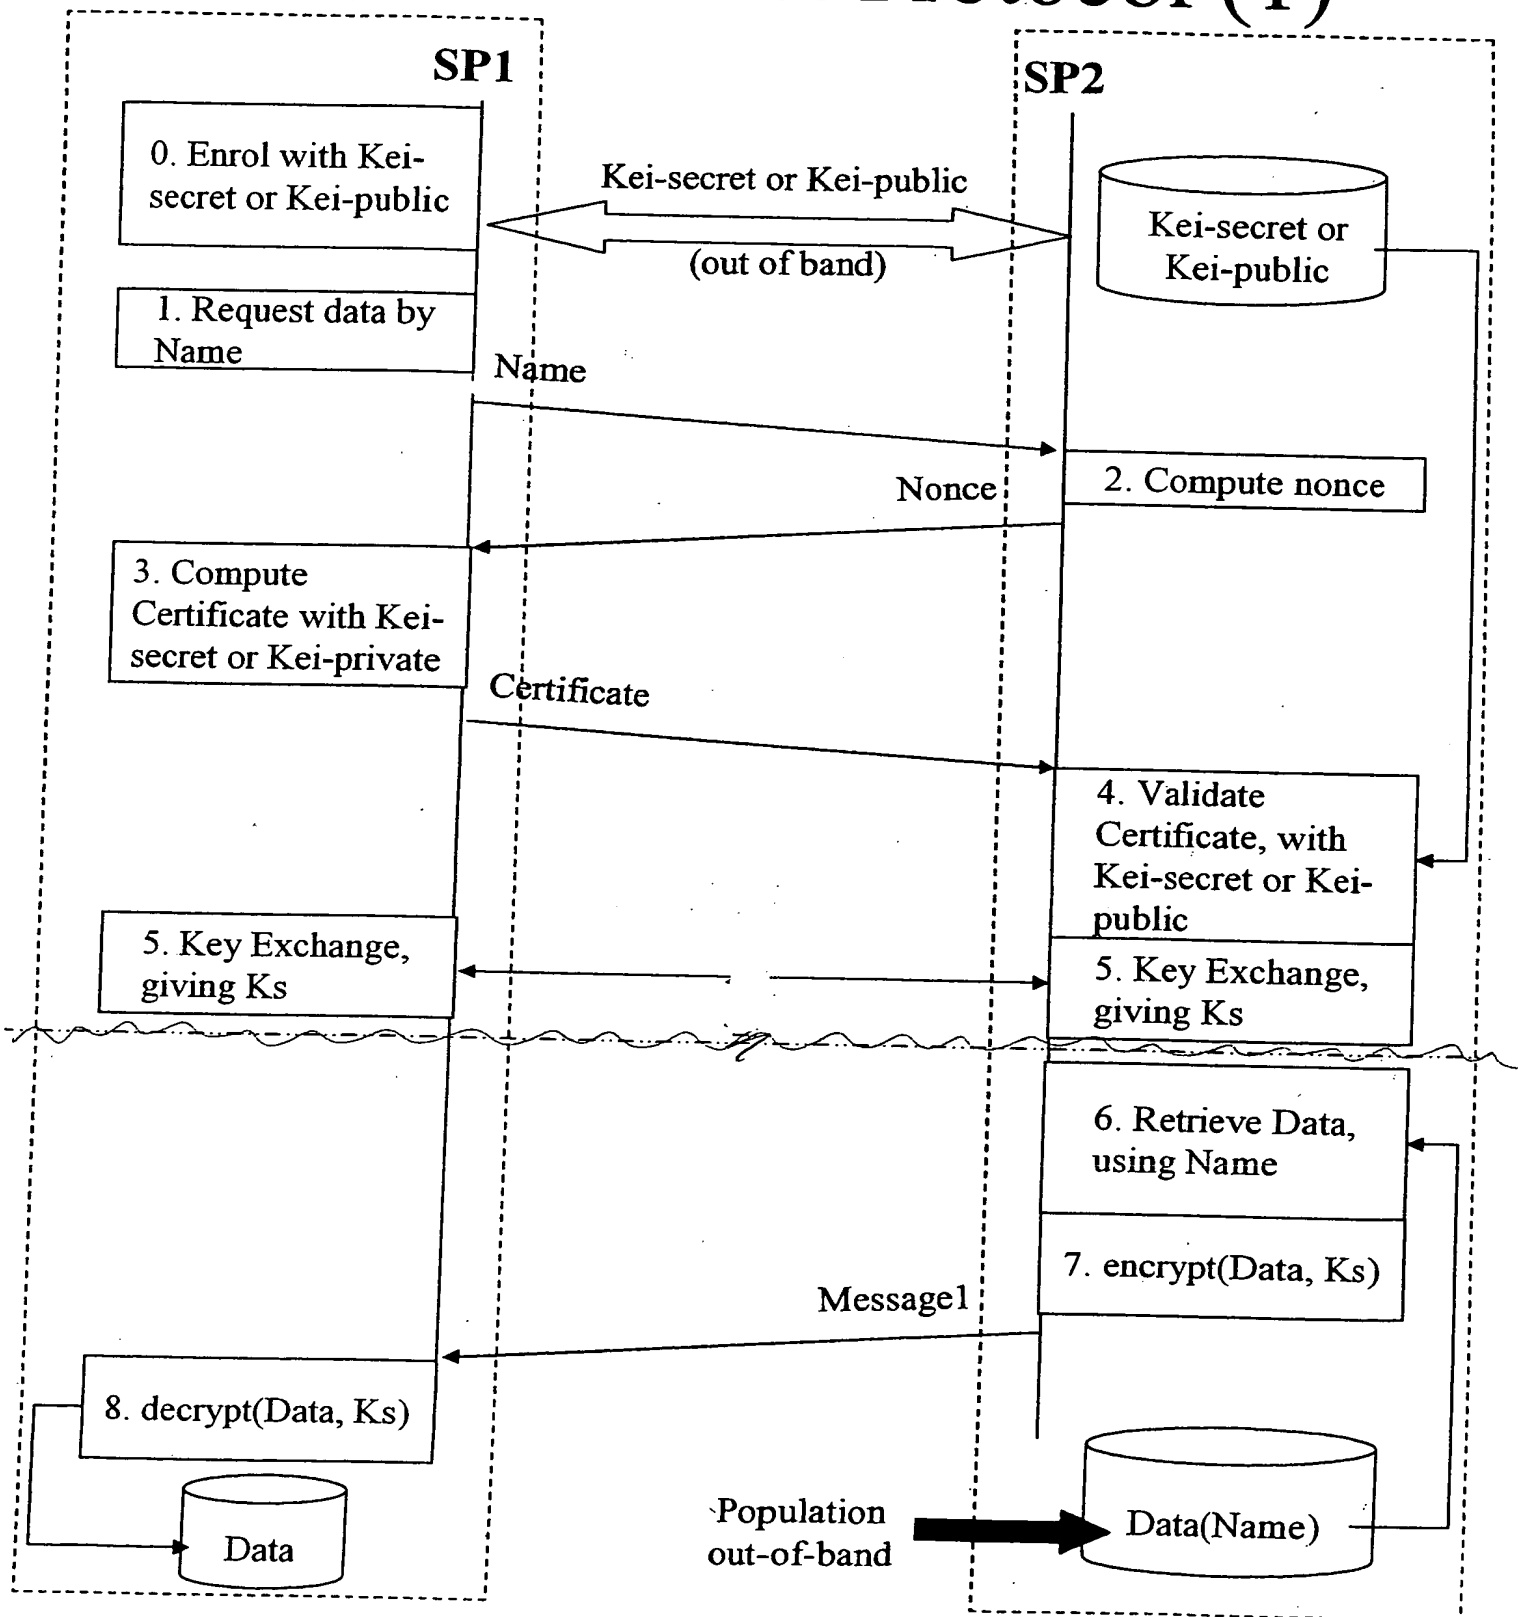 Protocol (1)
SP1
SP2
0. Enrol with Kei-
secret or Kei-public
Kei-secret or Kei-public
(out of band)
Kei-secret or
Kei-public
1. Request data by
Name
Name
2. Compute nonce
Nonce
3. Compute
Certificate with Kei-
secret or Kei-private
Certificate
4. Validate
Certificate, with
Kei-secret or Kei-
public
5. Key Exchange,
giving Ks
5. Key Exchange,
giving Ks
6. Retrieve Data,
using Name
7. encrypt(Data, Ks)
Message1
8. decrypt(Data, Ks)
Data
Population
out-of-band
Data(Name)